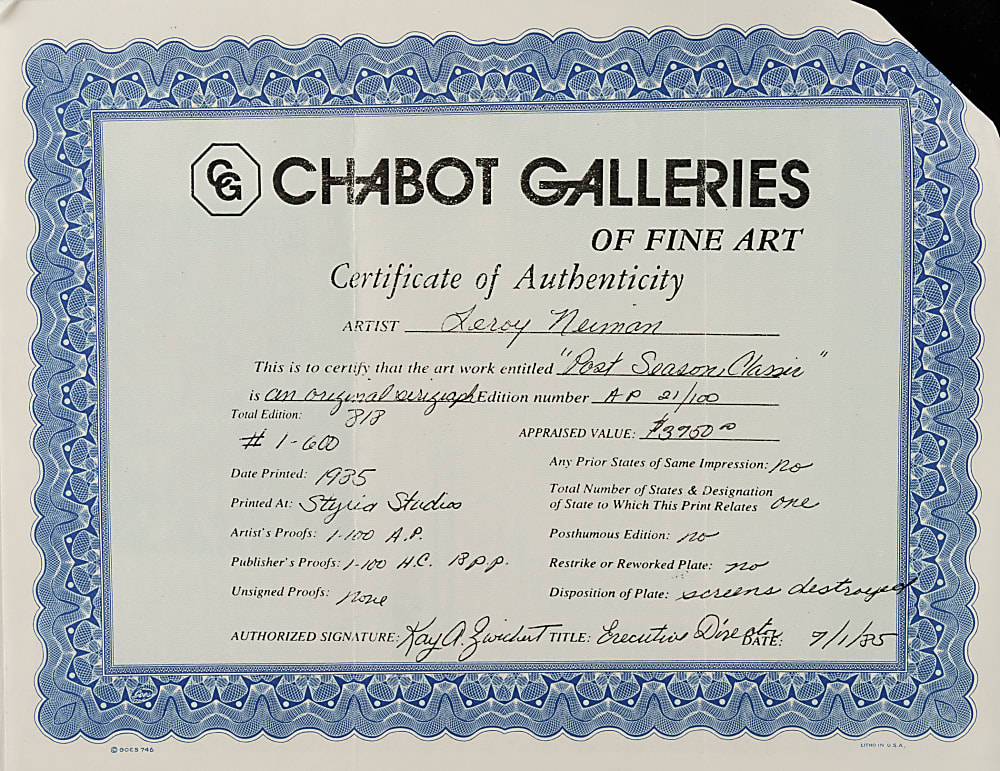 CG CHABOT GALLERIES
OF FINE ART
Certificate of Authenticity
ARTIST Leroy Neiman
This is to certify that the art work entitled "Post Season Classic"
is an original serigraph Edition number AP 21/100
Total Edition: 818
# 1-600
APPRAISED VALUE: $3750 00
Date Printed: 1985
Printed At: Styria Studios
Artist's Proofs: 1-100 A.P.
Publisher's Proofs: 1-100 H.C. 18 p.p.
Unsigned Proofs: None
Any Prior States of Same Impression: no
Total Number of States & Designation
of State to Which This Print Relates one
Posthumous Edition: no
Restrike or Reworked Plate: no
Disposition of Plate: screens destroyed
AUTHORIZED SIGNATURE: Kay A. TITLE: Executive Director DATE: 7/1/85
© GOES 746
LITHO IN U.S.A.